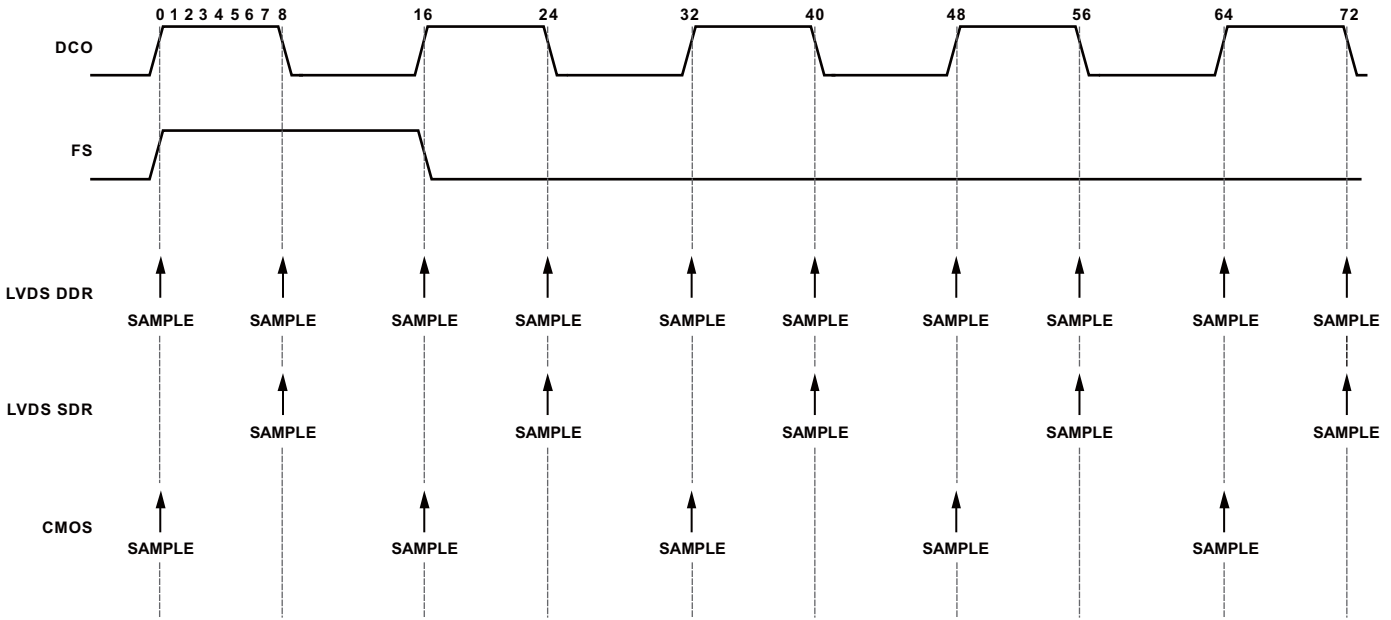 0 1 2 3 4 5 6 7 8 16 24 32 40 48 56 64 72
DCO
FS
LVDS DDR
SAMPLE SAMPLE SAMPLE SAMPLE SAMPLE SAMPLE SAMPLE SAMPLE SAMPLE SAMPLE
LVDS SDR
SAMPLE SAMPLE SAMPLE SAMPLE SAMPLE
CMOS
SAMPLE SAMPLE SAMPLE SAMPLE SAMPLE